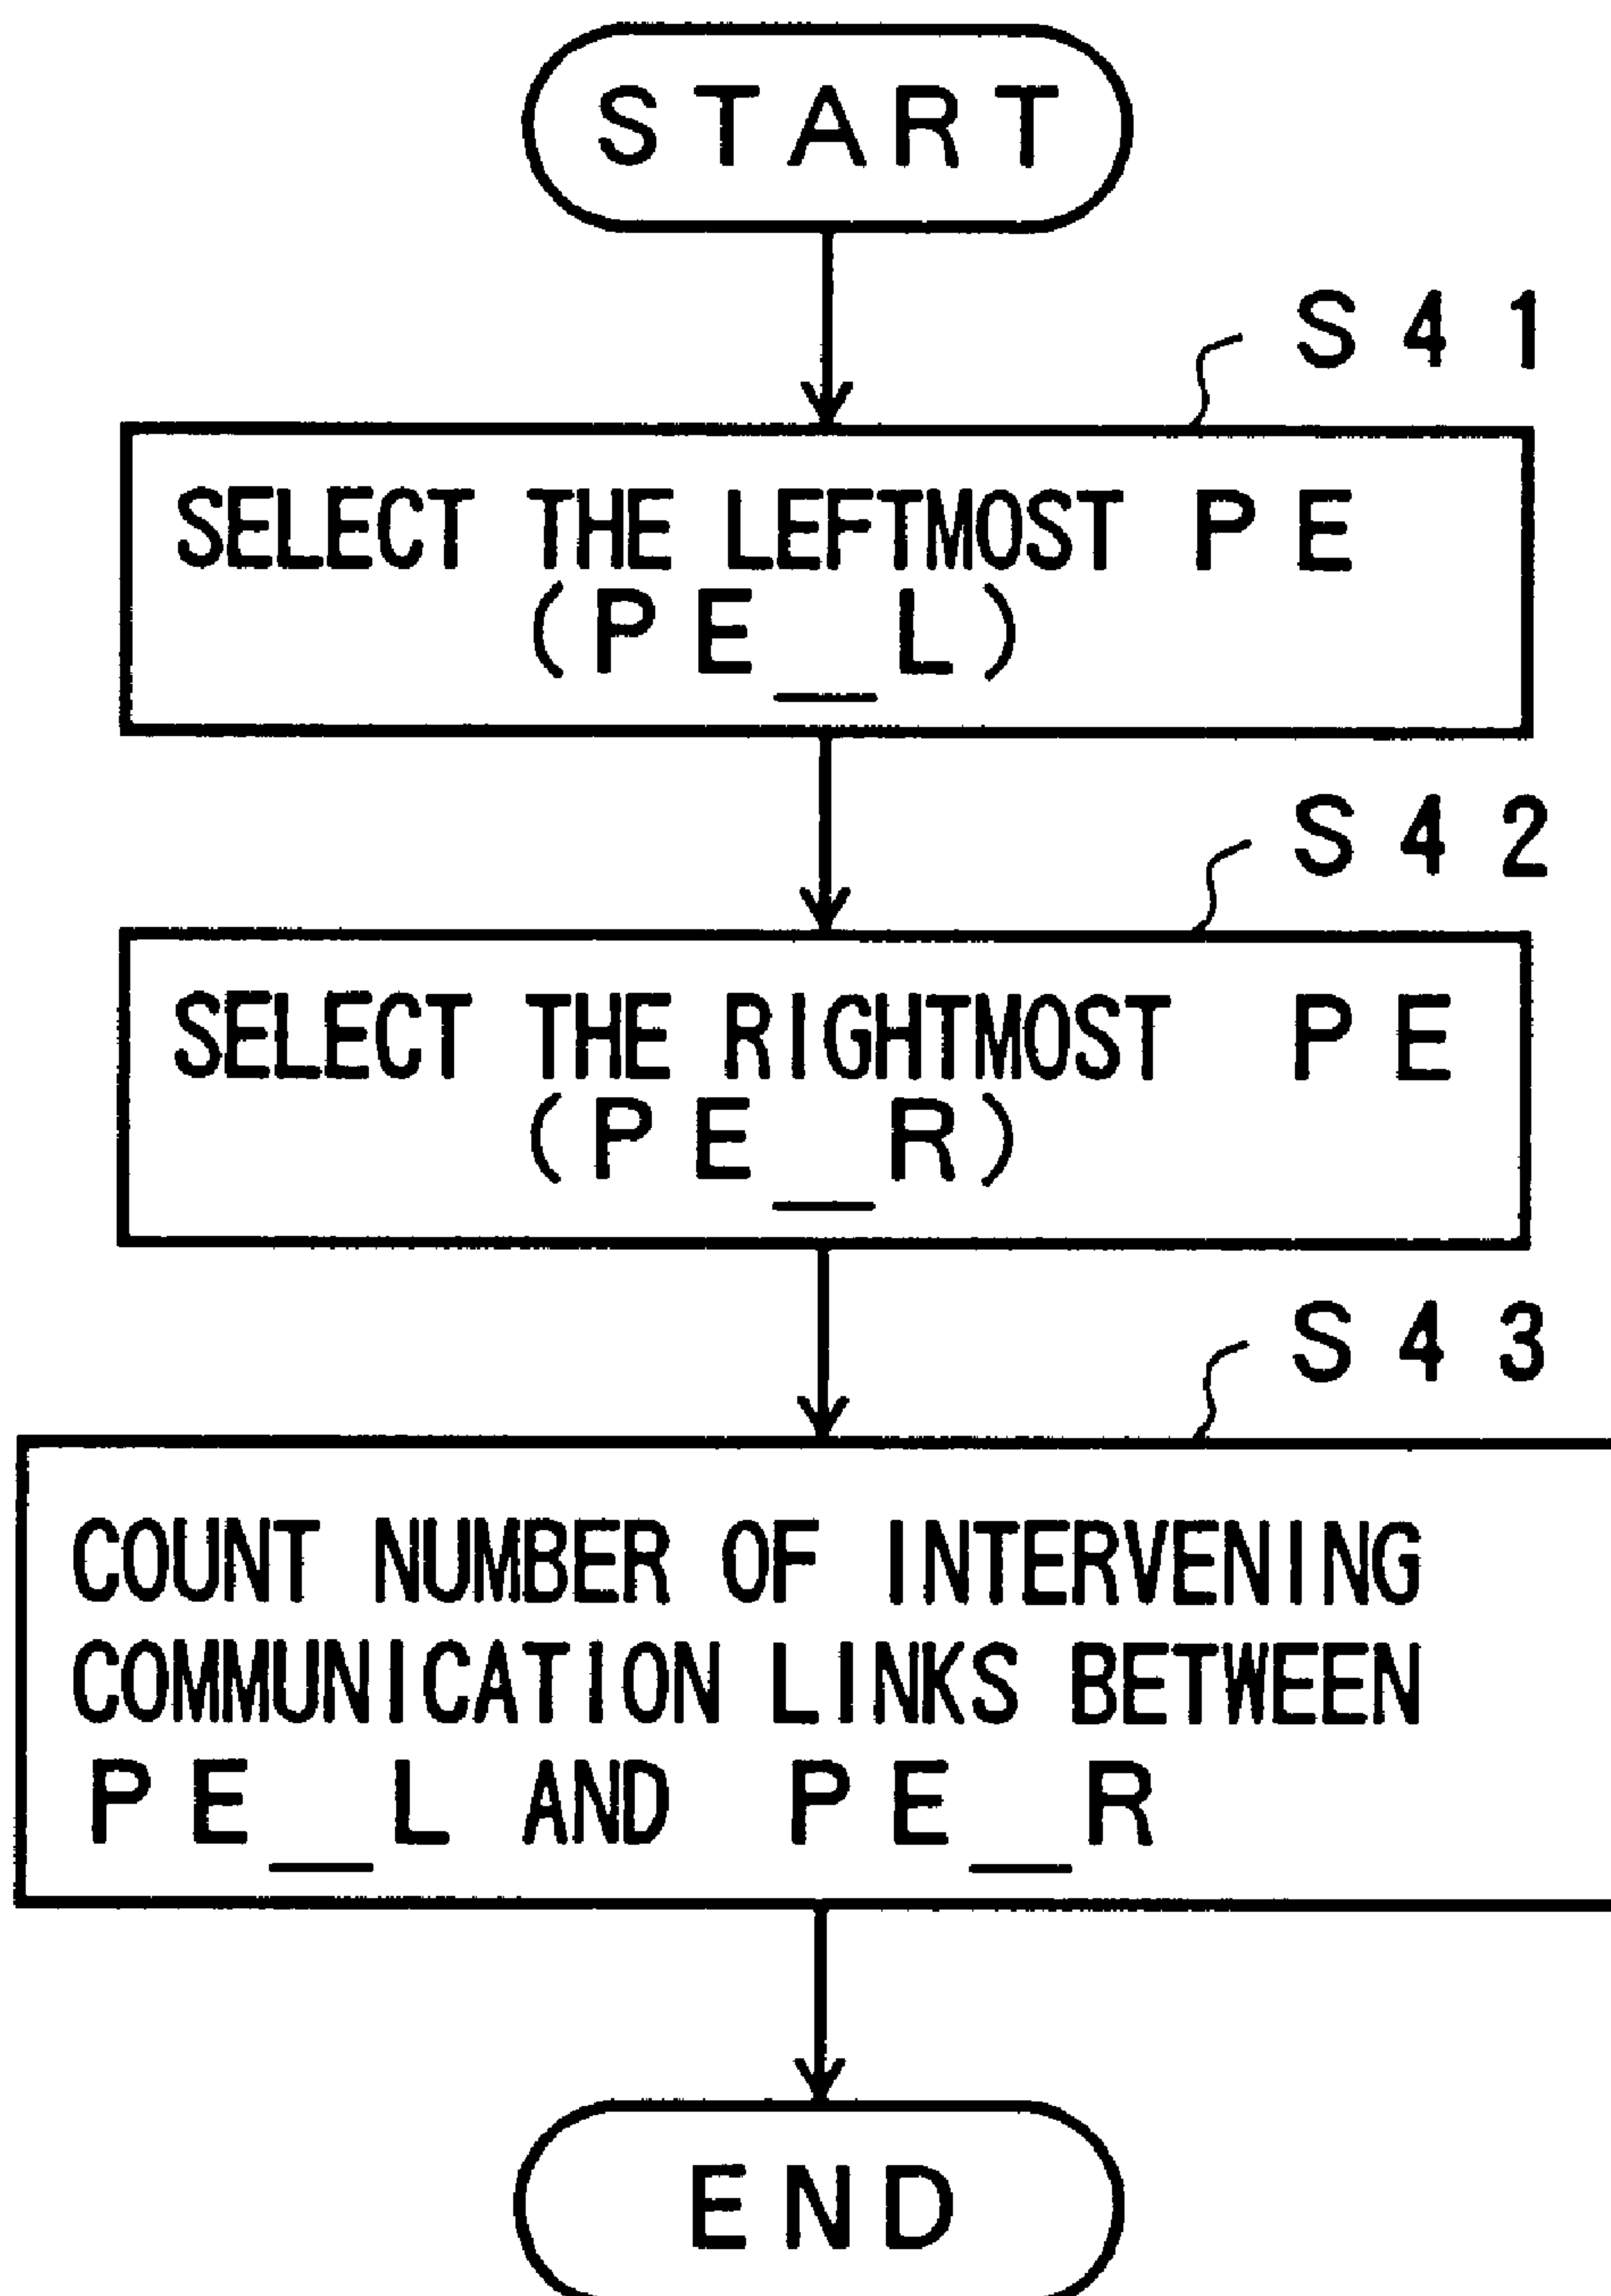 START
S41
SELECT THE LEFTMOST PE
(PE_L)
S42
SELECT THE RIGHTMOST PE
(PE_R)
S43
COUNT NUMBER OF INTERVENING
COMMUNICATION LINKS BETWEEN
PE_L AND PE_R
END